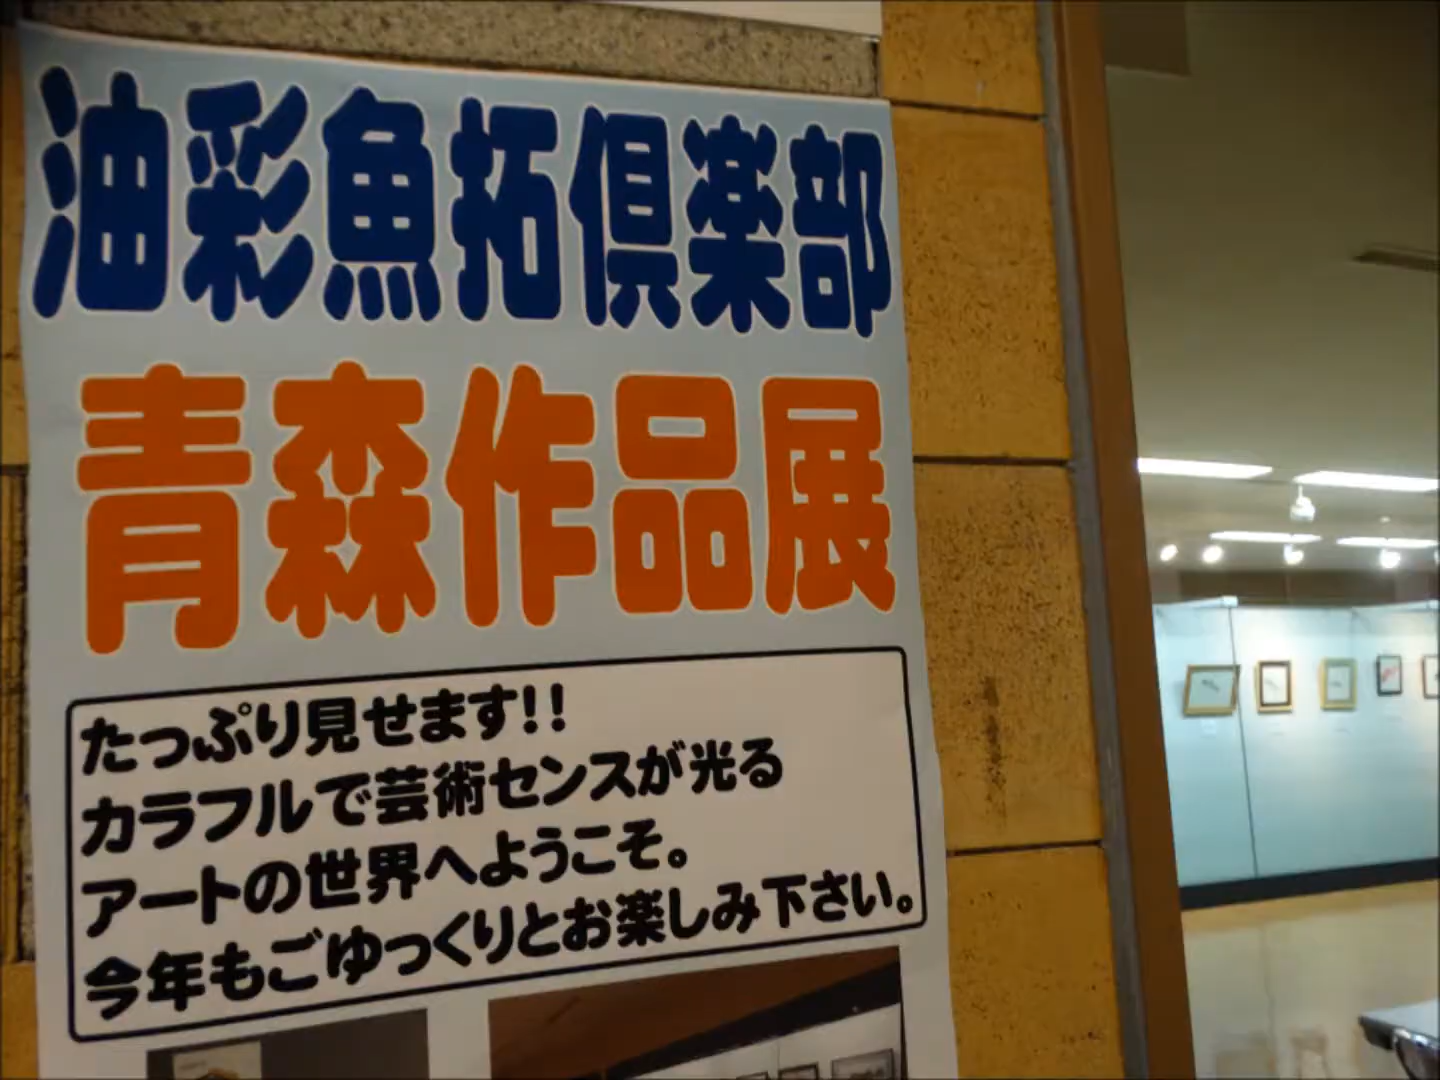 油彩魚拓倶楽部
青森作品展
たっぷり見せます!!
カラフルで芸術センスが光る
アートの世界へようこそ。
今年もごゆっくりとお楽しみ下さい。